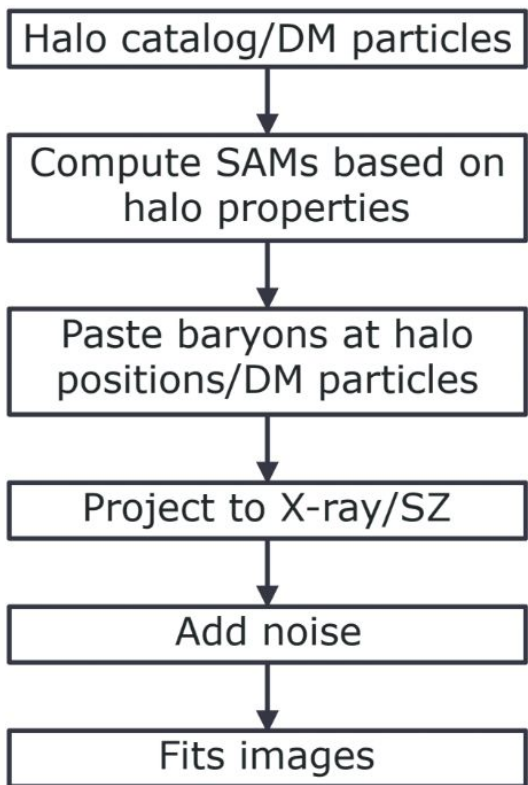 Halo catalog/DM particles
Compute SAMs based on
halo properties
Paste baryons at halo
positions/DM particles
Project to X-ray/SZ
Add noise
Fits images